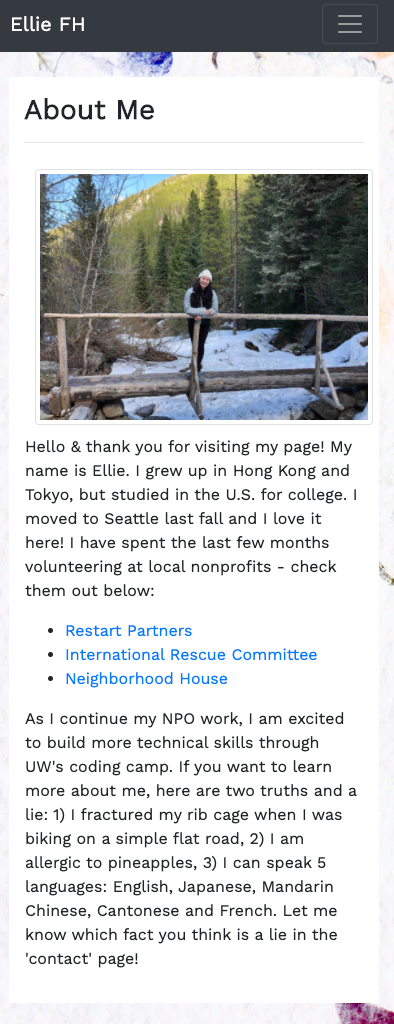 Ellie FH
About Me
Hello & thank you for visiting my page! My
name is Ellie. I grew up in Hong Kong and
Tokyo, but studied in the U.S. for college. I
moved to Seattle last fall and I love it
here! I have spent the last few months
volunteering at local nonprofits - check
them out below:
Restart Partners
International Rescue Committee
Neighborhood House
As I continue my NPO work, I am excited
to build more technical skills through
UW's coding camp. If you want to learn
more about me, here are two truths and a
lie: 1) I fractured my rib cage when I was
biking on a simple flat road, 2) I am
allergic to pineapples, 3) I can speak 5
languages: English, Japanese, Mandarin
Chinese, Cantonese and French. Let me
know which fact you think is a lie in the
'contact' page!